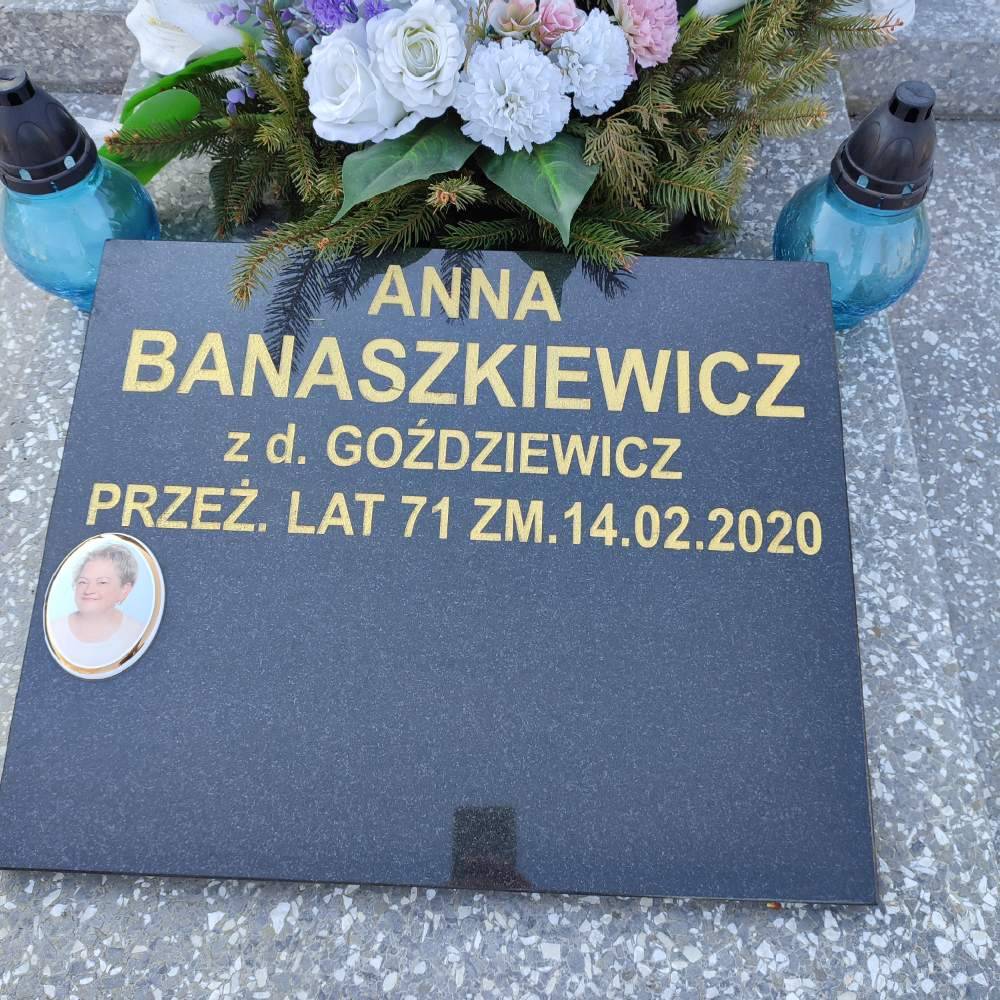 ANNA
BANASZKIEWICZ
z d. GOŹDZIEWICZ
PRZEŻ. LAT 71 ZM.14.02.2020